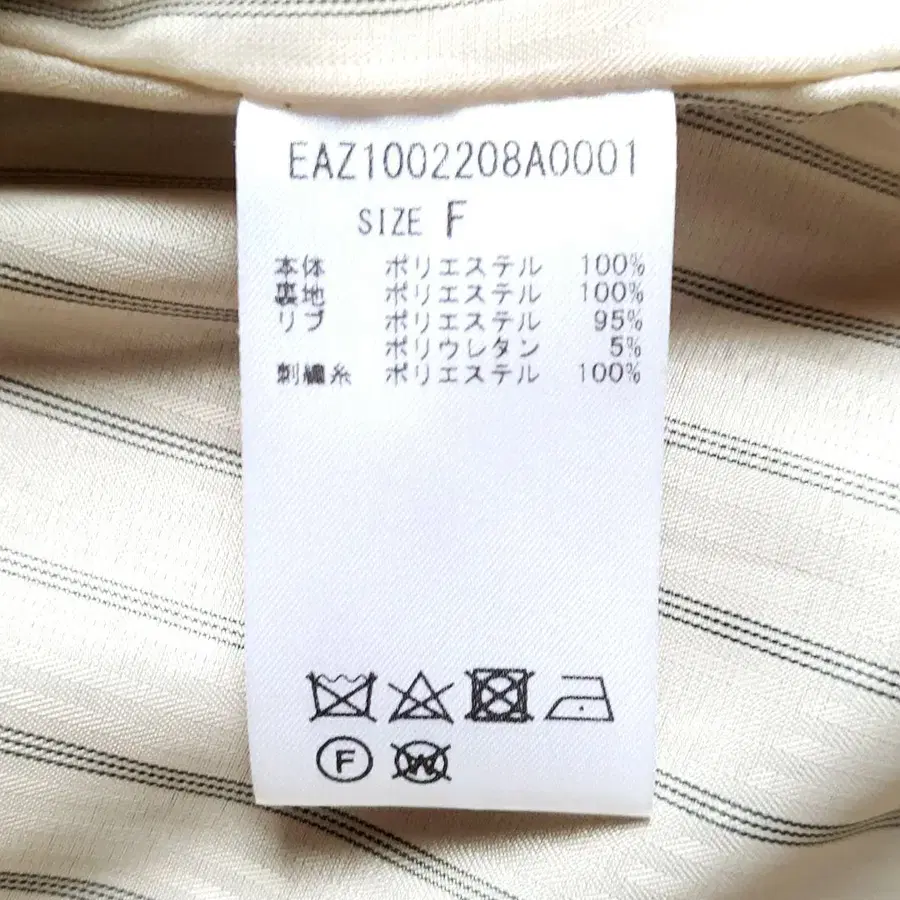 EAZ1002208A0001
SIZE F
本体 ポリエステル 100%
裏地 ポリエステル 100%
リブ ポリエステル 95%
ポリウレタン 5%
刺繍糸 ポリエステル 100%
F
W